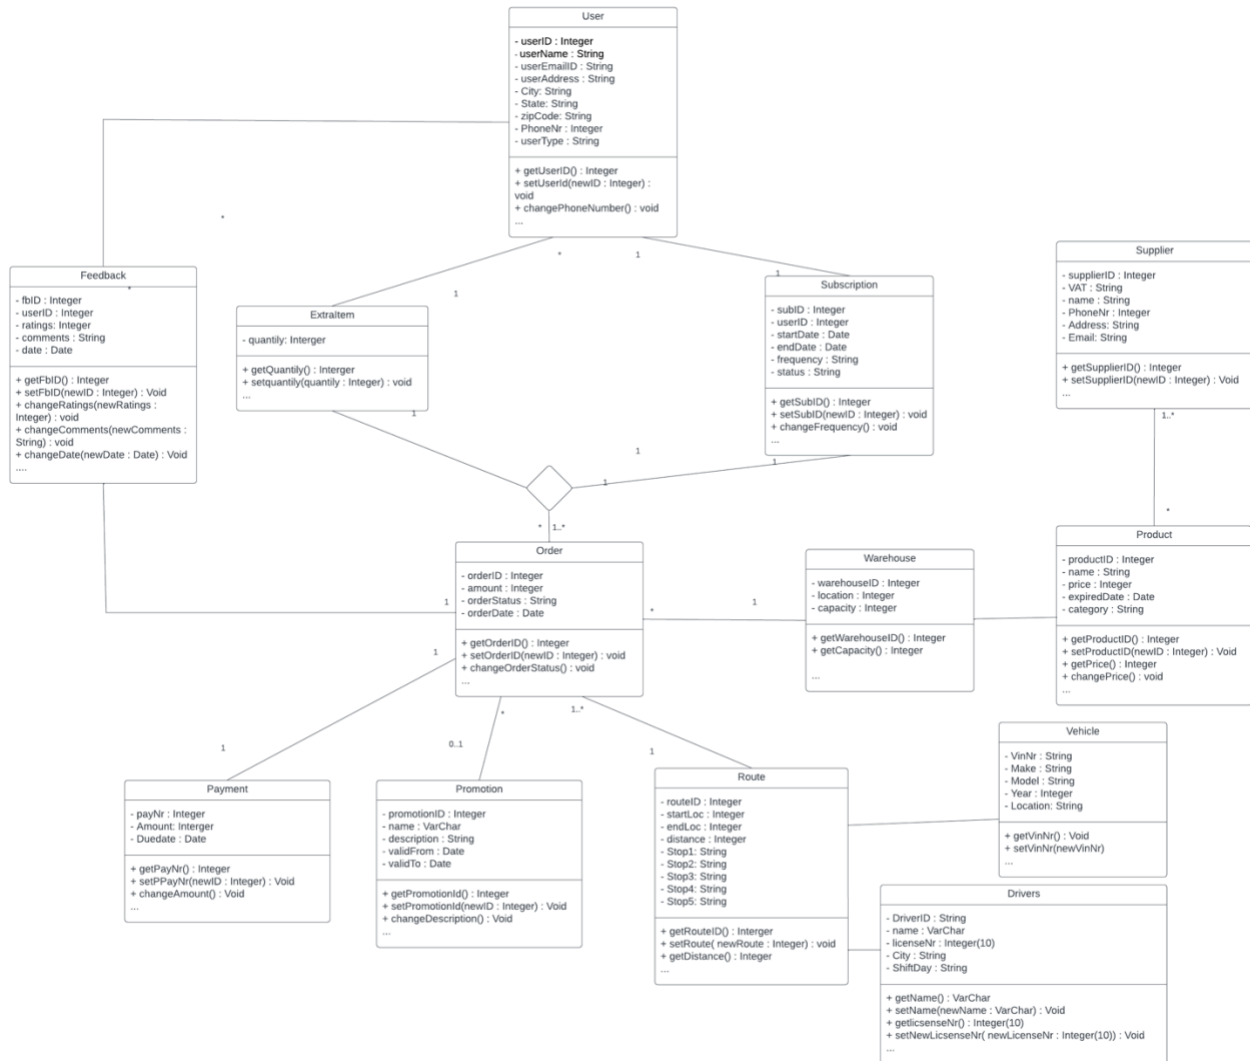 User
- userID : Integer
- userName : String
- userEmailID : String
- userAddress : String
- City: String
- State: String
- zipCode: String
- PhoneNr : Integer
- userType : String
+ getUserID() : Integer
+ setUserId(newID : Integer) :
void
+ changePhoneNumber() : void
...
*
*
1
1
1
Feedback
*
- fbID : Integer
- userID : Integer
- ratings: Integer
- comments : String
- date : Date
+ getFbID() : Integer
+ setFbID(newID : Integer) : Void
+ changeRatings(newRatings :
Integer) : void
+ changeComments(newComments :
String) : void
+ changeDate(newDate : Date) : Void
....
ExtraItem
- quantily: Interger
+ getQuantily() : Interger
+ setquantily(quantily : Integer) : void
...
1
Subscription
- subID : Integer
- userID : Integer
- startDate : Date
- endDate : Date
- frequency : String
- status : String
+ getSubID() : Integer
+ setSubID(newID : Integer) : void
+ changeFrequency() : void
...
1
1
1
* 1..*
Supplier
- supplierID : Integer
- VAT : String
- name : String
- PhoneNr : Integer
- Address: String
- Email: String
+ getSupplierID() : Integer
+ setSupplierID(newID : Integer) : Void
...
1..*
*
Order
- orderID : Integer
- amount : Integer
- orderStatus : String
- orderDate : Date
+ getOrderID() : Integer
+ setOrderID(newID : Integer) : void
+ changeOrderStatus() : void
...
1
1
* 1
Warehouse
- warehouseID : Integer
- location : Integer
- capacity : Integer
+ getWarehouseID() : Integer
+ getCapacity() : Integer
...
Product
- productID : Integer
- name : String
- price : Integer
- expiredDate : Date
- category : String
+ getProductID() : Integer
+ setProductID(newID : Integer) : Void
+ getPrice() : Integer
+ changePrice() : void
...
* 1..*
1 0..1 1
Payment
- payNr : Integer
- Amount: Interger
- Duedate : Date
+ getPayNr() : Integer
+ setPPayNr(newID : Integer) : Void
+ changeAmount() : Void
...
Promotion
- promotionID : Integer
- name : VarChar
- description : String
- validFrom : Date
- validTo : Date
+ getPromotionId() : Integer
+ setPromotionId(newID : Integer) : Void
+ changeDescription() : Void
...
Route
- routeID : Integer
- startLoc : Integer
- endLoc : Integer
- distance : Integer
- Stop1: String
- Stop2: String
- Stop3: String
- Stop4: String
- Stop5: String
+ getRouteID() : Interger
+ setRoute( newRoute : Integer) : void
+ getDistance() : Integer
...
Vehicle
- VinNr : String
- Make : String
- Model : String
- Year : Integer
- Location: String
+ getVinNr() : Void
+ setVinNr(newVinNr)
...
Drivers
- DriverID : String
- name : VarChar
- licenseNr : Integer(10)
- City : String
- ShiftDay : String
+ getName() : VarChar
+ setName(newName : VarChar) : Void
+ getlicsenseNr() : Integer(10)
+ setNewLicsenseNr( newLicenseNr : Integer(10)) : Void
...